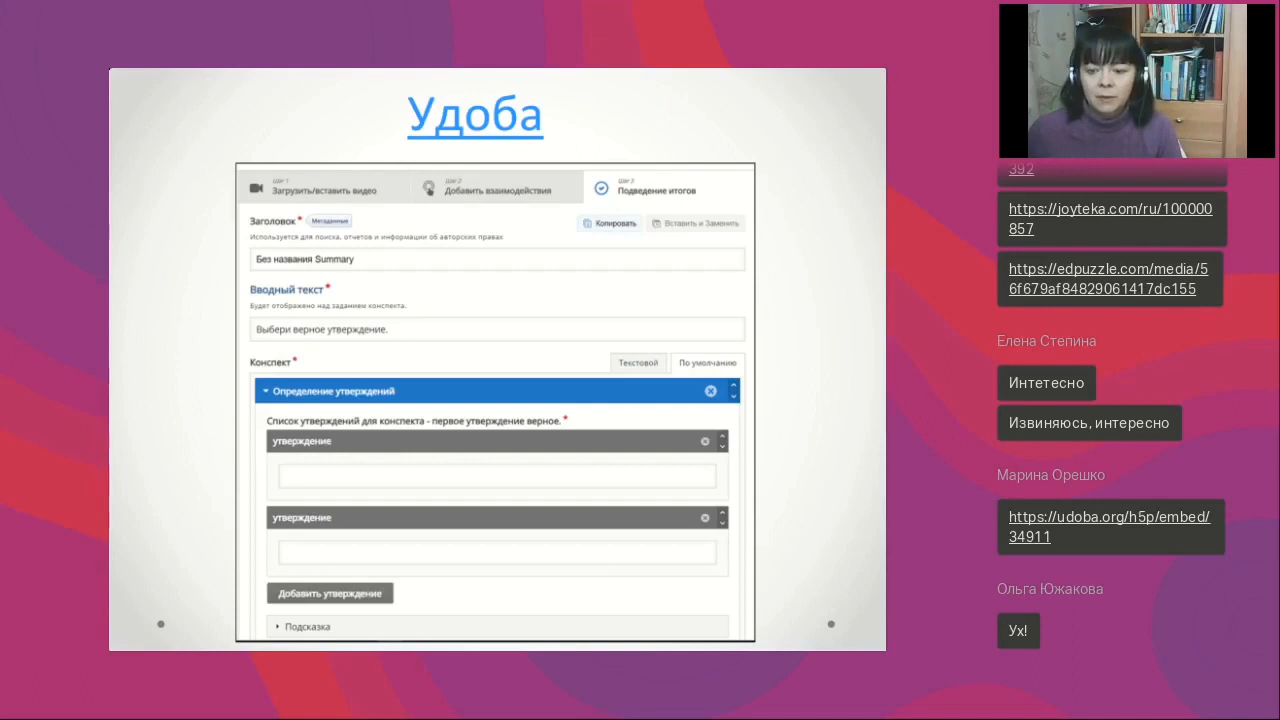 Удоба
Шаг 1
Загрузить/вставить видео
Шаг 2
Добавить взаимодействия
Шаг 3
Подведение итогов
Заголовок* Метаданные
Копировать
Вставить и Заменить
Используется для поиска, отчетов и информации об авторских правах
Без названия Summary
Вводный текст*
Будет отображено над заданием конспекта.
Выбери верное утверждение.
Конспект*
Текстовой
По умолчанию
Определение утверждений
Список утверждений для конспекта - первое утверждение верное.*
утверждение
утверждение
Добавить утверждение
Подсказка
392
https://joyteka.com/ru/100000
857
https://edpuzzle.com/media/5
6f679af84829061417dc155
Елена Степина
Интетесно
Извиняюсь, интересно
Марина Орешко
https://udoba.org/h5p/embed/
34911
Ольга Южакова
Ух!